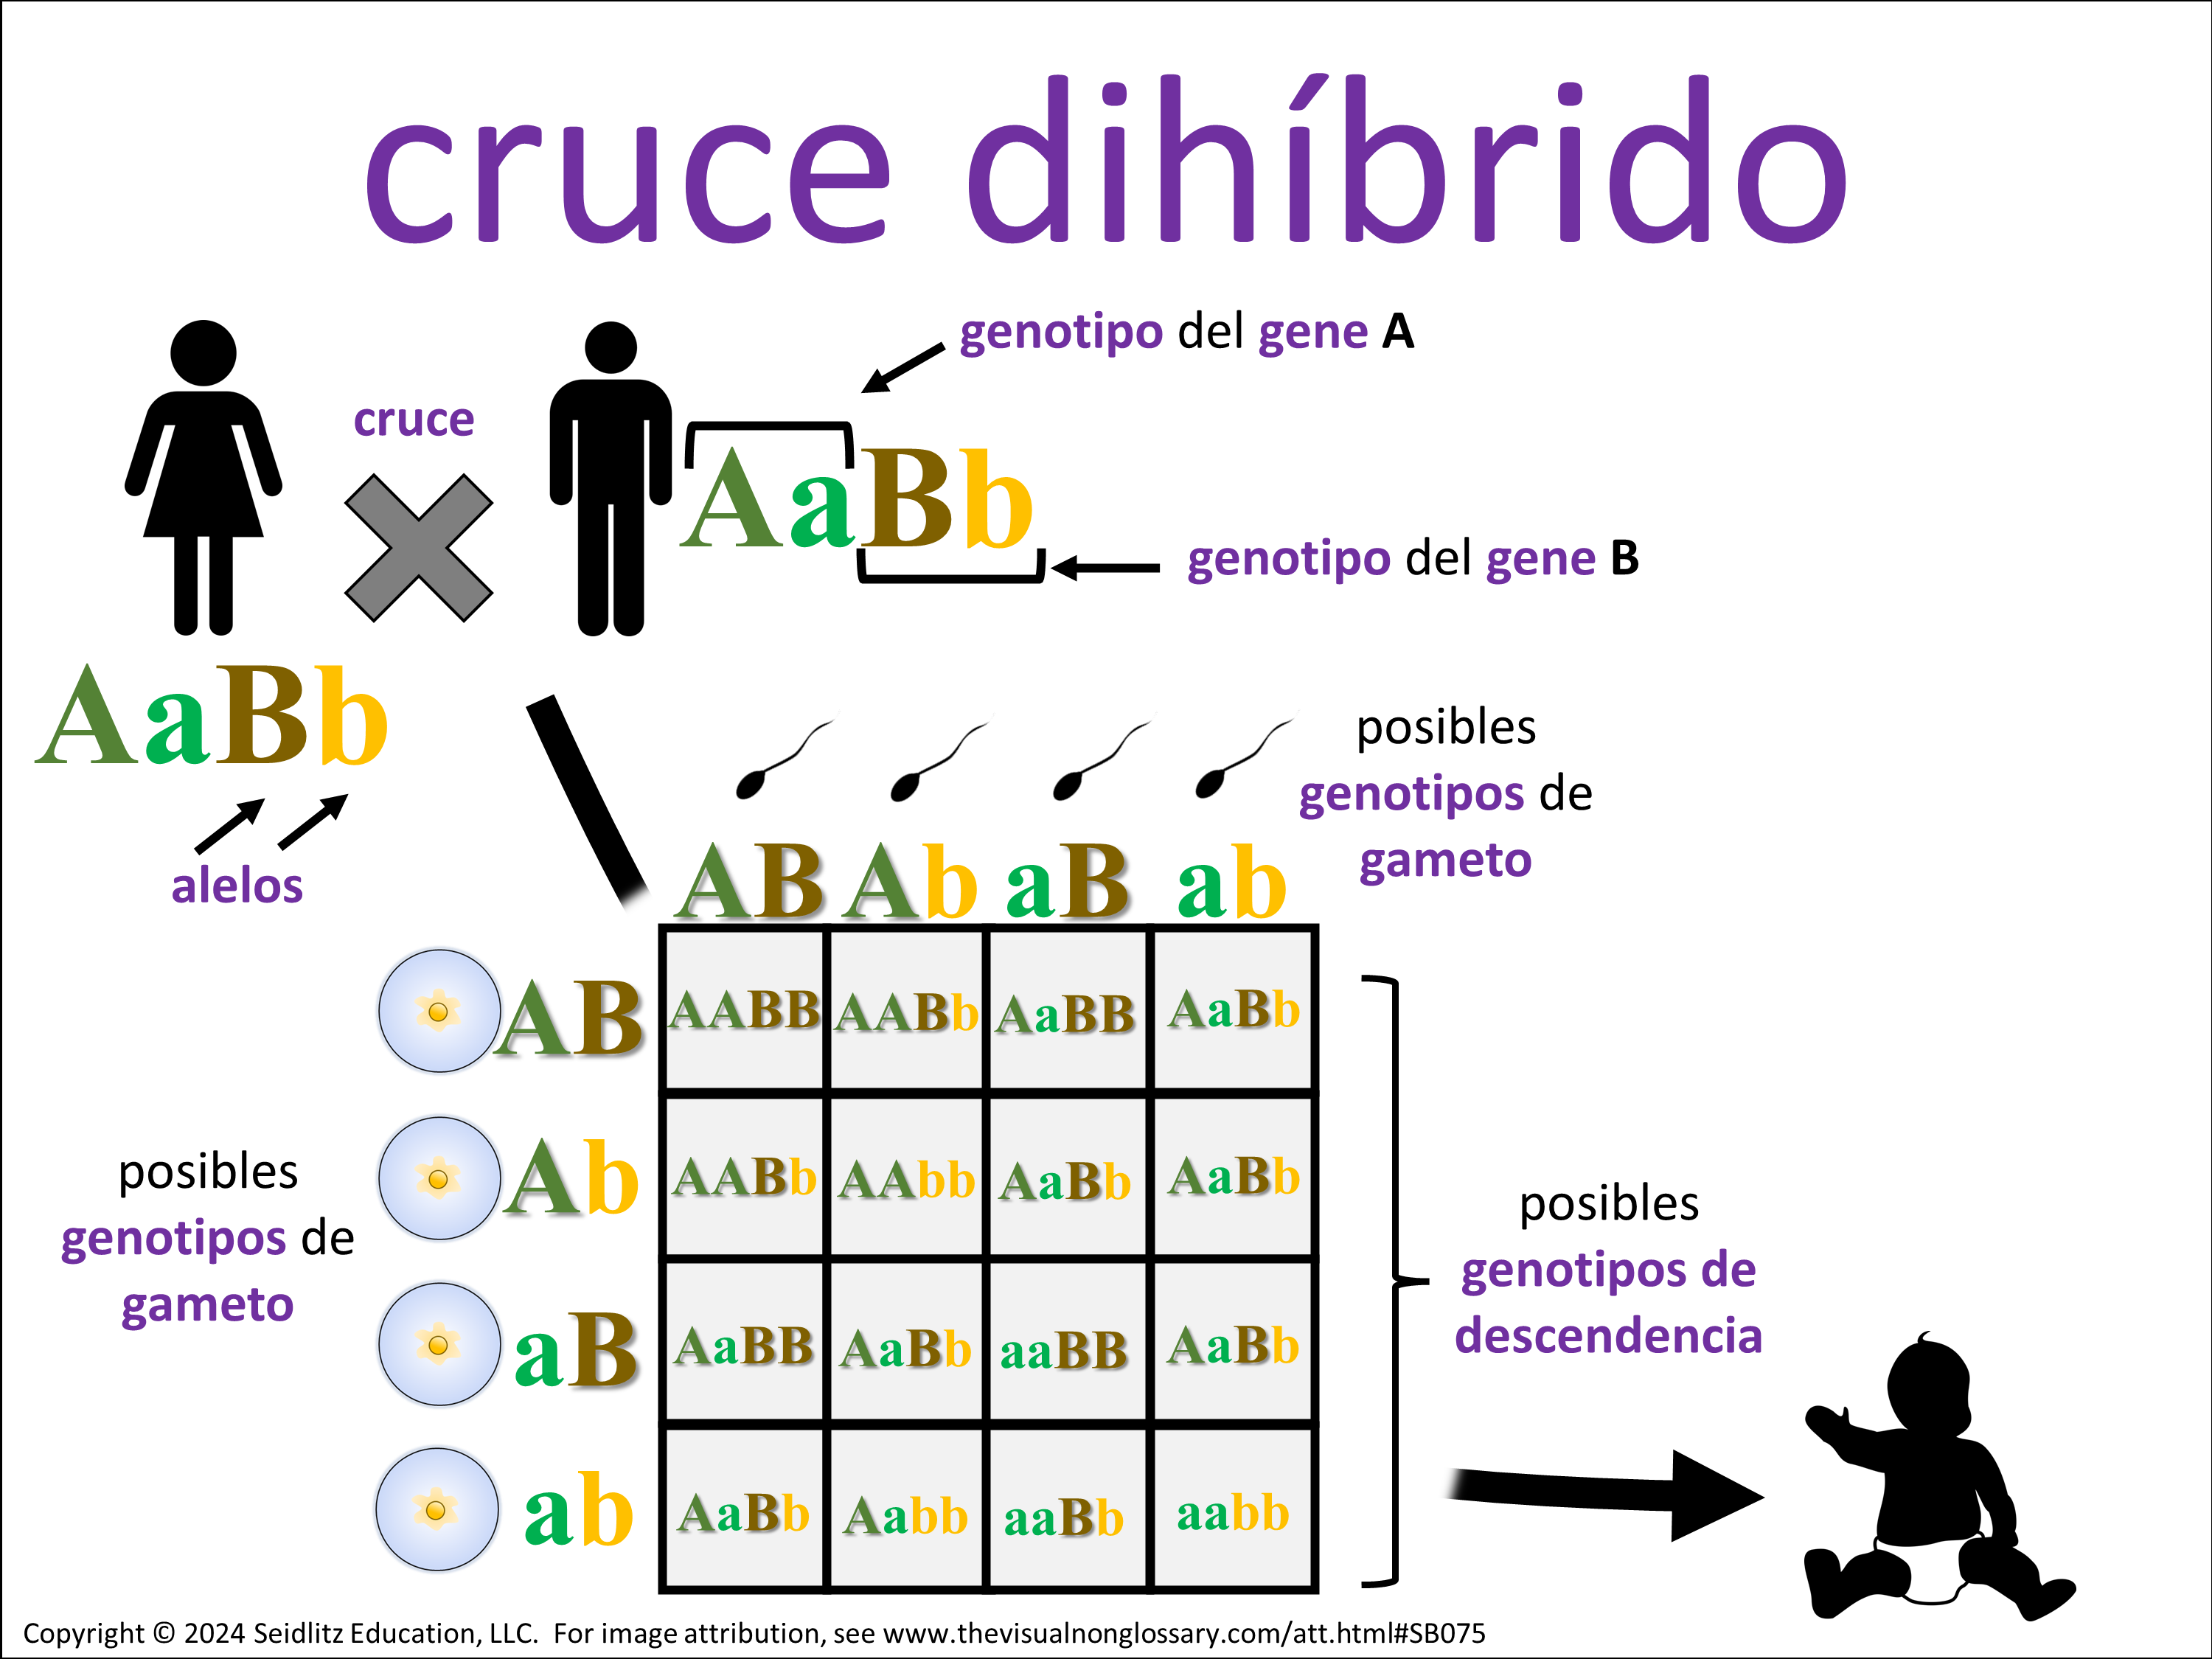 cruce dihíbrido
genotipo del gene A
cruce
AaBb
genotipo del gene B
AaBb
alelos
posibles
genotipos de
gameto
AB Ab aB ab
AB AABB AABb AaBB AaBb
Ab AABb AAbb AaBb AaBb
aB AaBB AaBb aaBB AaBb
ab AaBb Aabb aaBb aabb
posibles
genotipos de
gameto
posibles
genotipos de
descendencia
Copyright © 2024 Seidlitz Education, LLC. For image attribution, see www.thevisualnonglossary.com/att.html#SB075